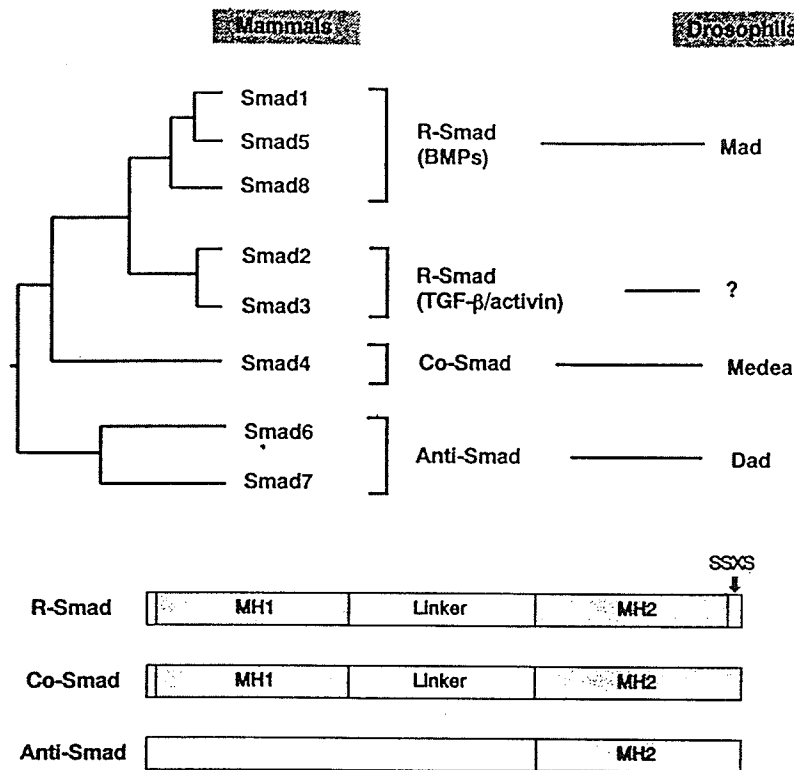 Mammals
Drosophila
Smad1
Smad5
Smad8
R-Smad
(BMPs)
Mad
Smad2
Smad3
R-Smad
(TGF-β/activin)
?
Smad4
Co-Smad
Medea
Smad6
Smad7
Anti-Smad
Dad
SSXS
R-Smad MH1 Linker MH2
Co-Smad MH1 Linker MH2
Anti-Smad MH2